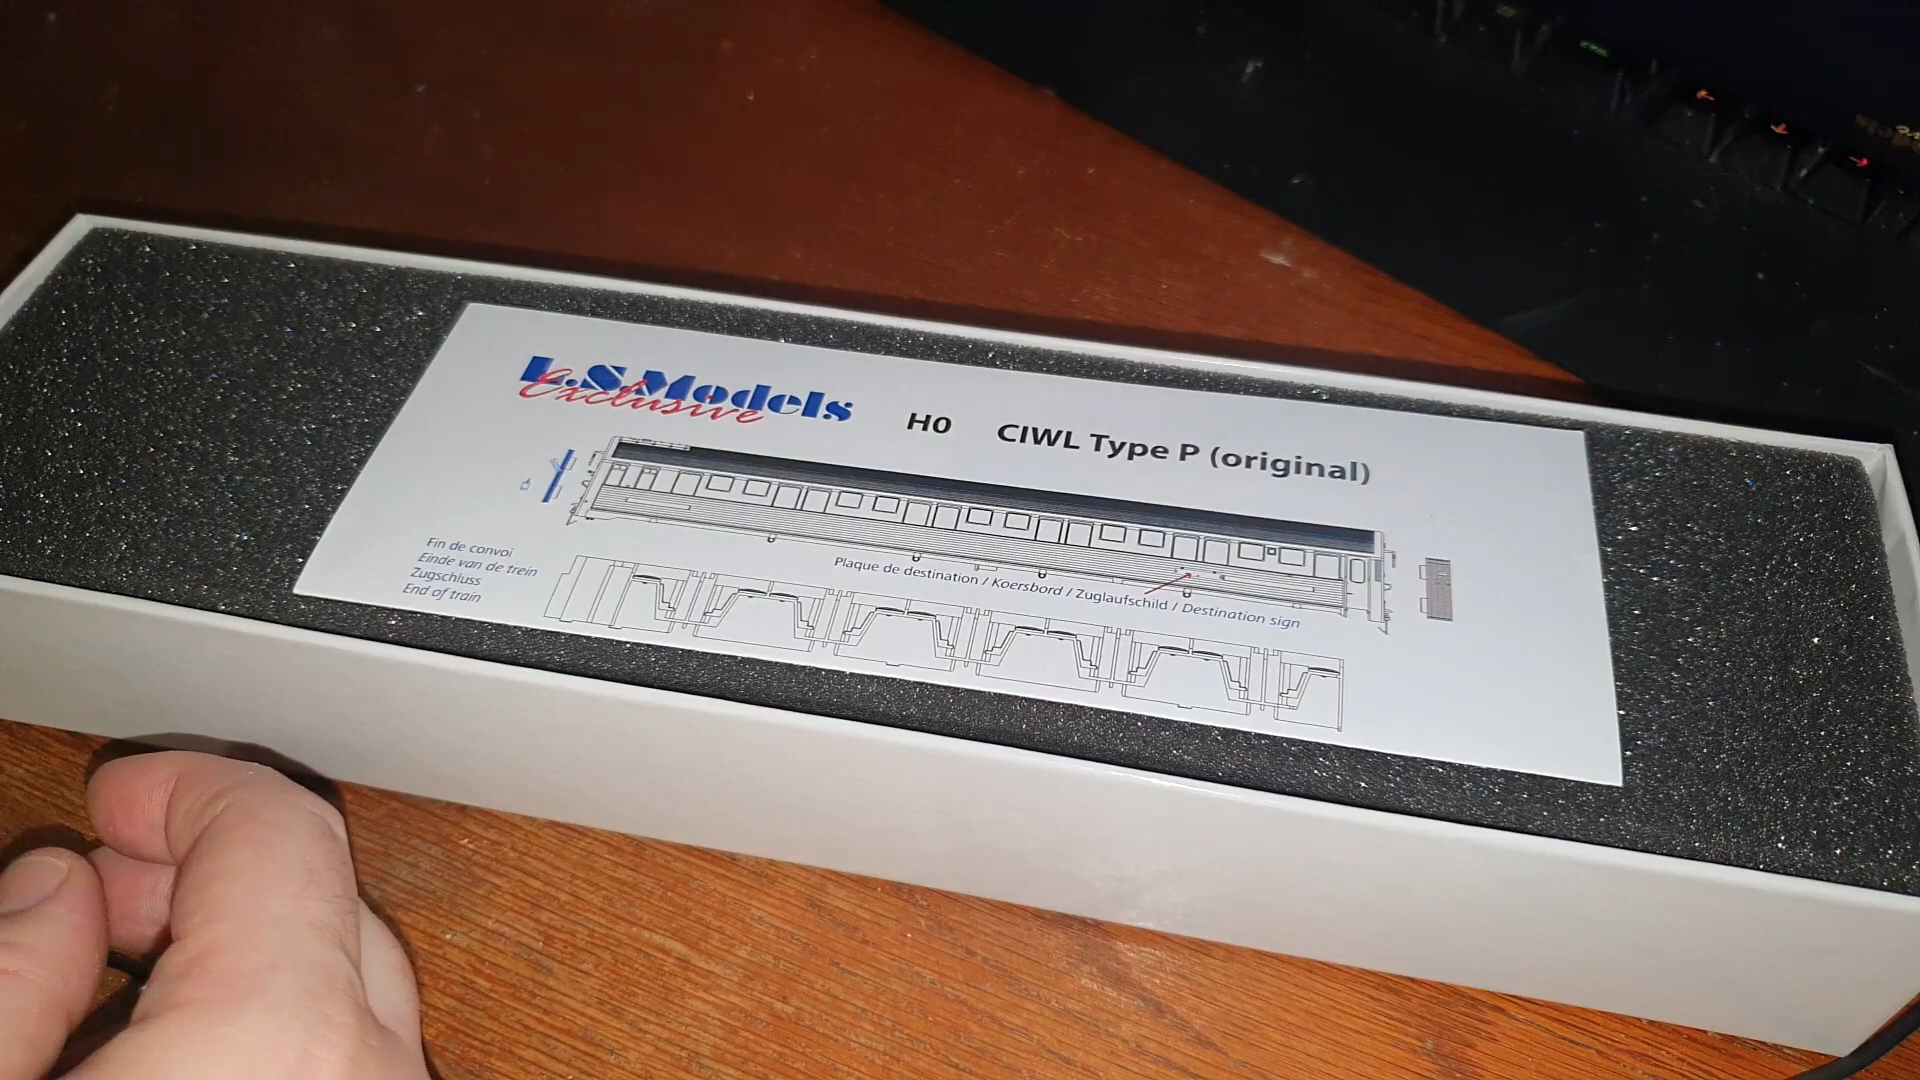 L.S.Models
Exclusive
H0 CIWL Type P (original)
Fin de convoi
Einde van de trein
Zugschluss
End of train
Plaque de destination / Koersbord / Zuglaufschild / Destination sign